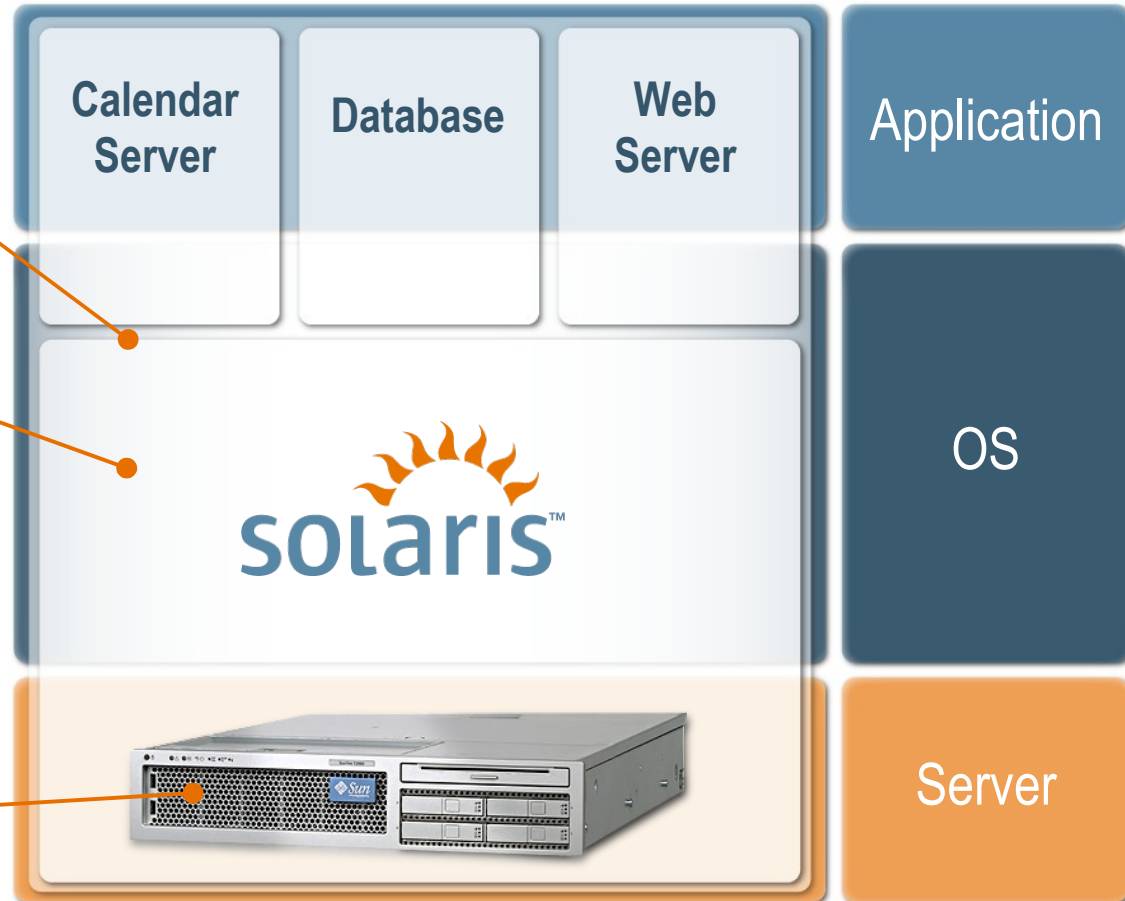 Calendar
Server
Database
Web
Server
Application
solaris™
OS
Sun
Server